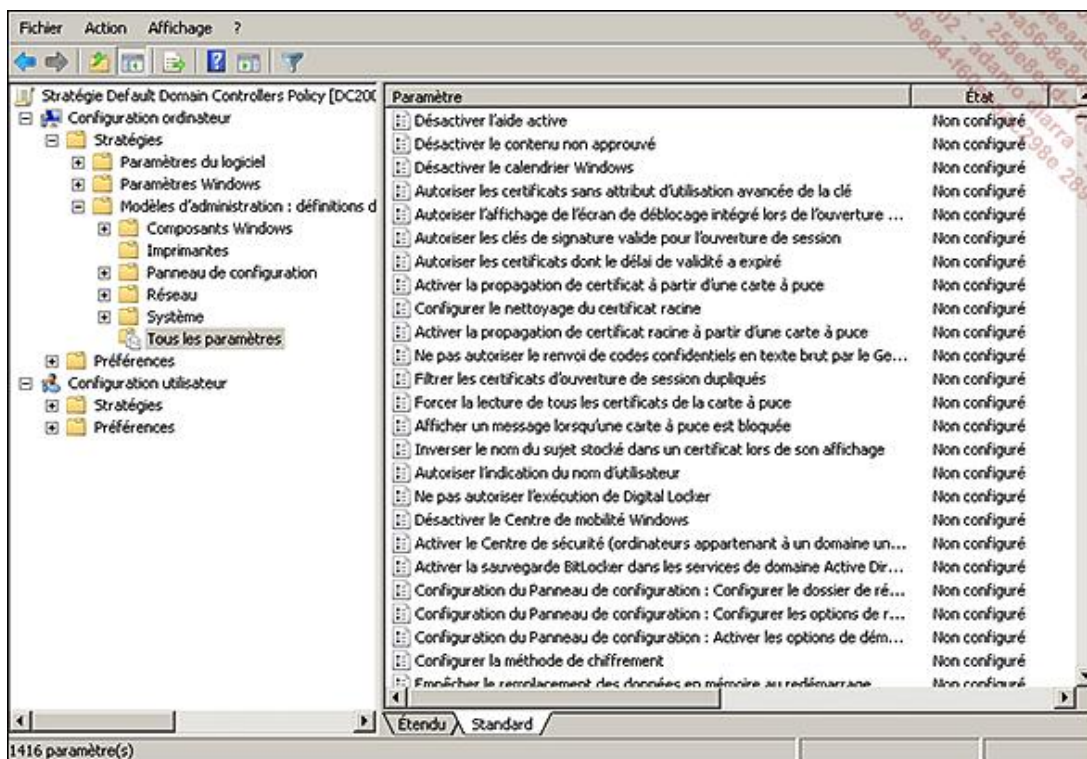 Fichier Action Affichage ?
Stratégie Default Domain Controllers Policy [DC200
Configuration ordinateur
Stratégies
Paramètres du logiciel
Paramètres Windows
Modèles d'administration : définitions d
Composants Windows
Imprimantes
Panneau de configuration
Réseau
Système
Tous les paramètres
Préférences
Configuration utilisateur
Stratégies
Préférences
Paramètre État
Désactiver l'aide active Non configuré
Désactiver le contenu non approuvé Non configuré
Désactiver le calendrier Windows Non configuré
Autoriser les certificats sans attribut d'utilisation avancée de la clé Non configuré
Autoriser l'affichage de l'écran de déblocage intégré lors de l'ouverture ... Non configuré
Autoriser les clés de signature valide pour l'ouverture de session Non configuré
Autoriser les certificats dont le délai de validité a expiré Non configuré
Activer la propagation de certificat à partir d'une carte à puce Non configuré
Configurer le nettoyage du certificat racine Non configuré
Activer la propagation de certificat racine à partir d'une carte à puce Non configuré
Ne pas autoriser le renvoi de codes confidentiels en texte brut par le Ge... Non configuré
Filtrer les certificats d'ouverture de session dupliqués Non configuré
Forcer la lecture de tous les certificats de la carte à puce Non configuré
Afficher un message lorsqu'une carte à puce est bloquée Non configuré
Inverser le nom du sujet stocké dans un certificat lors de son affichage Non configuré
Autoriser l'indication du nom d'utilisateur Non configuré
Ne pas autoriser l'exécution de Digital Locker Non configuré
Désactiver le Centre de mobilité Windows Non configuré
Activer le Centre de sécurité (ordinateurs appartenant à un domaine un... Non configuré
Activer la sauvegarde BitLocker dans les services de domaine Active Dir... Non configuré
Configuration du Panneau de configuration : Configurer le dossier de ré... Non configuré
Configuration du Panneau de configuration : Configurer les options de r... Non configuré
Configuration du Panneau de configuration : Activer les options de dém... Non configuré
Configurer la méthode de chiffrement Non configuré
Empêcher le remplacement des données en mémoire au redémarrage Non configuré
Étendu Standard
1416 paramètre(s)